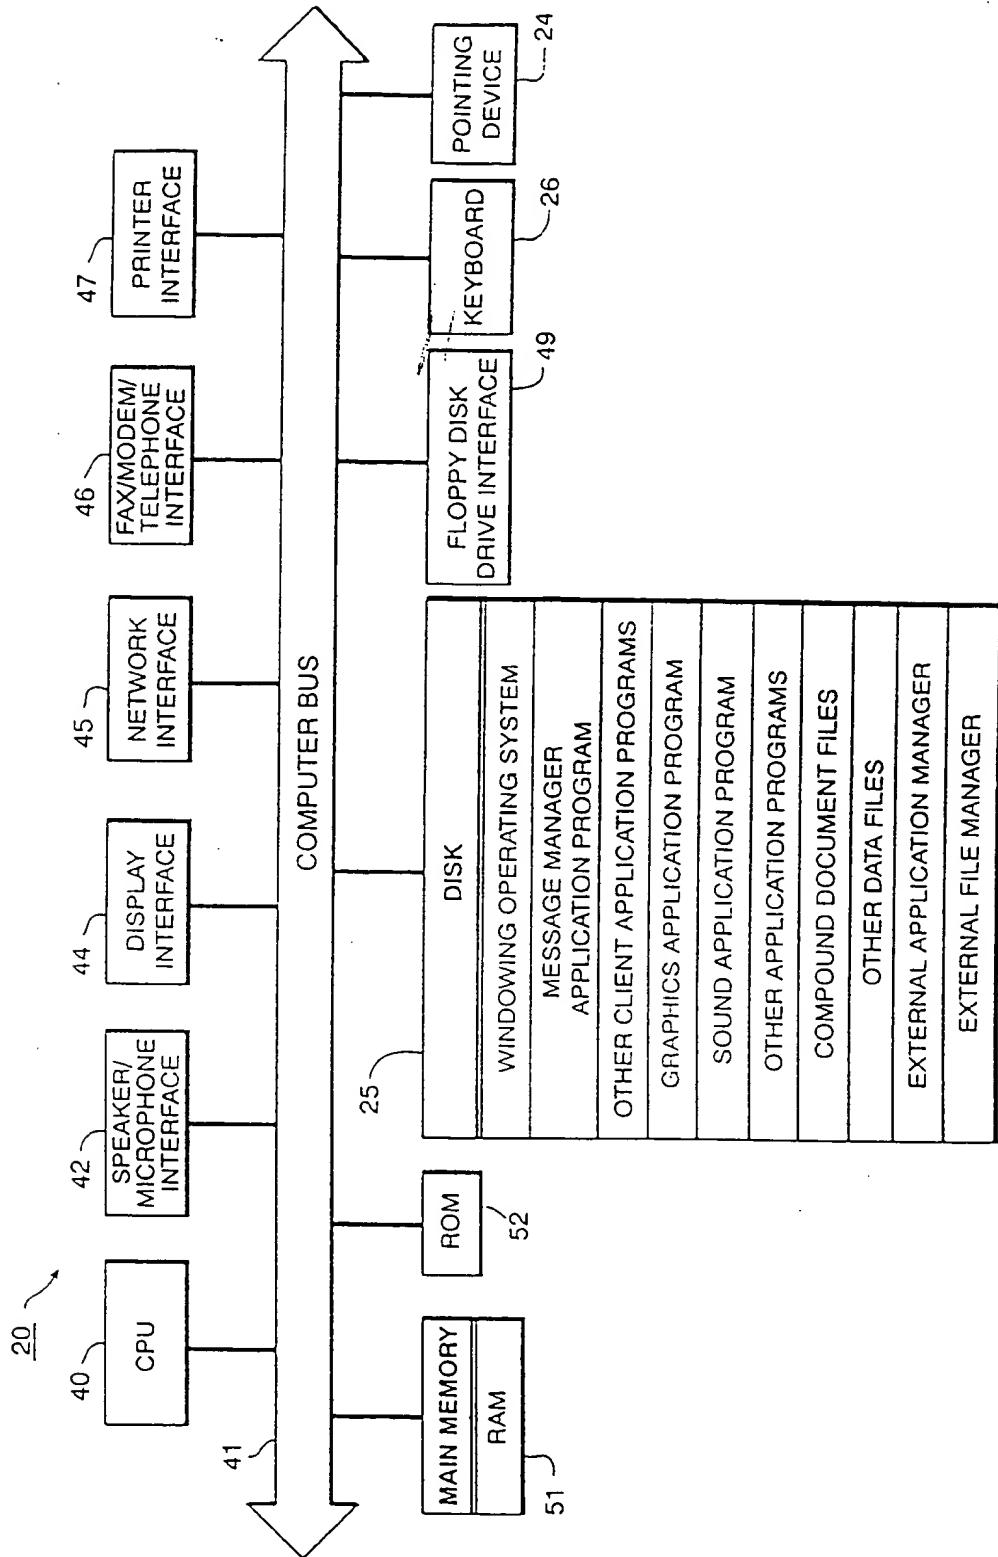 20
40
CPU
42
SPEAKER/
MICROPHONE
INTERFACE
44
DISPLAY
INTERFACE
45
NETWORK
INTERFACE
46
FAX/MODEM/
TELEPHONE
INTERFACE
47
PRINTER
INTERFACE
41
COMPUTER BUS
MAIN MEMORY
RAM
51
ROM
52
25
DISK
WINDOWING OPERATING SYSTEM
MESSAGE MANAGER
APPLICATION PROGRAM
OTHER CLIENT APPLICATION PROGRAMS
GRAPHICS APPLICATION PROGRAM
SOUND APPLICATION PROGRAM
OTHER APPLICATION PROGRAMS
COMPOUND DOCUMENT FILES
OTHER DATA FILES
EXTERNAL APPLICATION MANAGER
EXTERNAL FILE MANAGER
FLOPPY DISK
DRIVE INTERFACE
49
KEYBOARD
26
POINTING
DEVICE
24